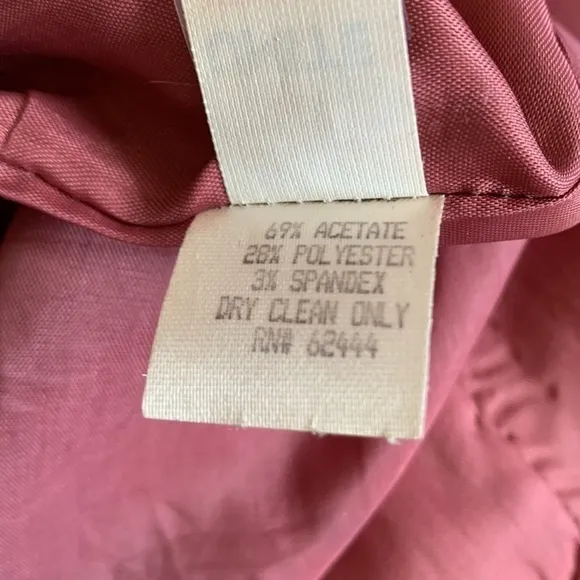 69% ACETATE
28% POLYESTER
3% SPANDEX
DRY CLEAN ONLY
RN# 62444